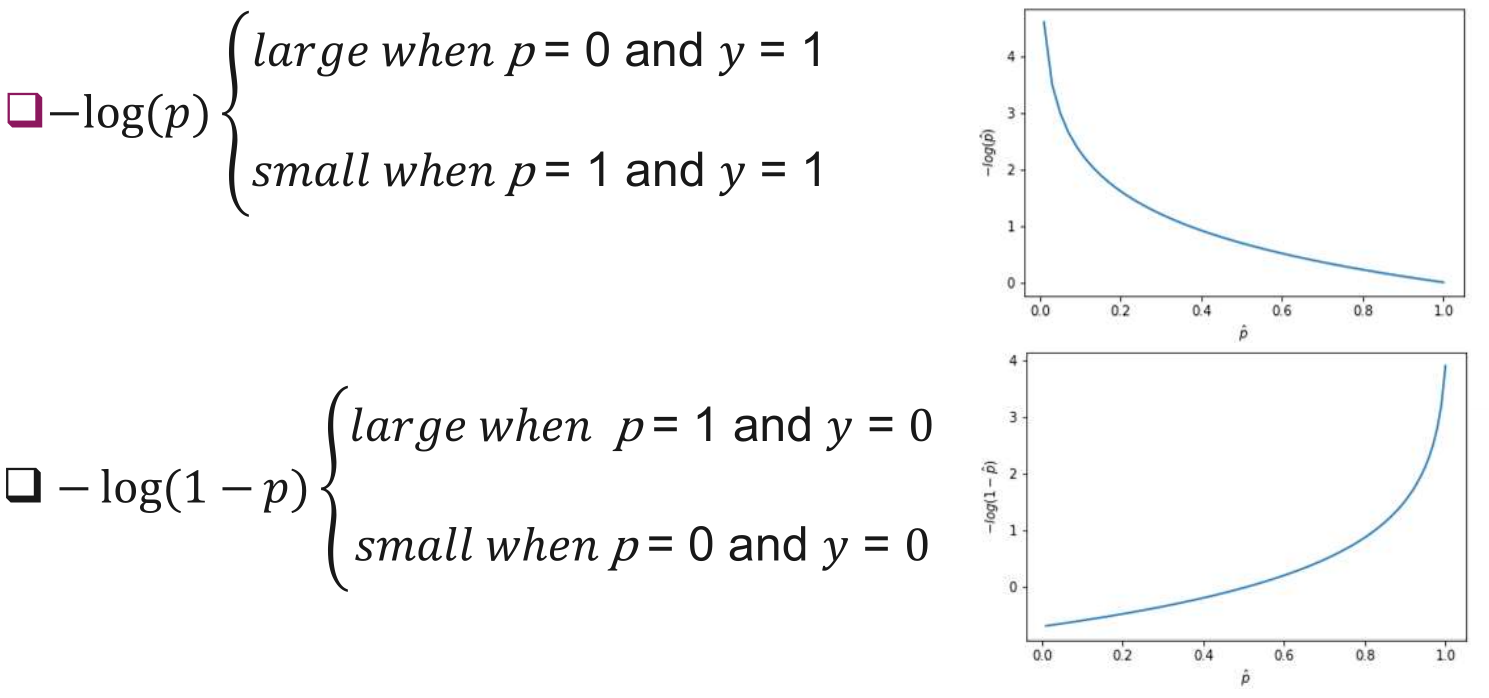 large when p = 0 and y = 1
−log(p)
small when p = 1 and y = 1
4
3
2
1
0
−log(p̂)
0.0 0.2 0.4 0.6 0.8 1.0
p̂
large when p = 1 and y = 0
− log(1 − p)
small when p = 0 and y = 0
4
3
2
1
0
−log(1 − p̂)
0.0 0.2 0.4 0.6 0.8 1.0
p̂